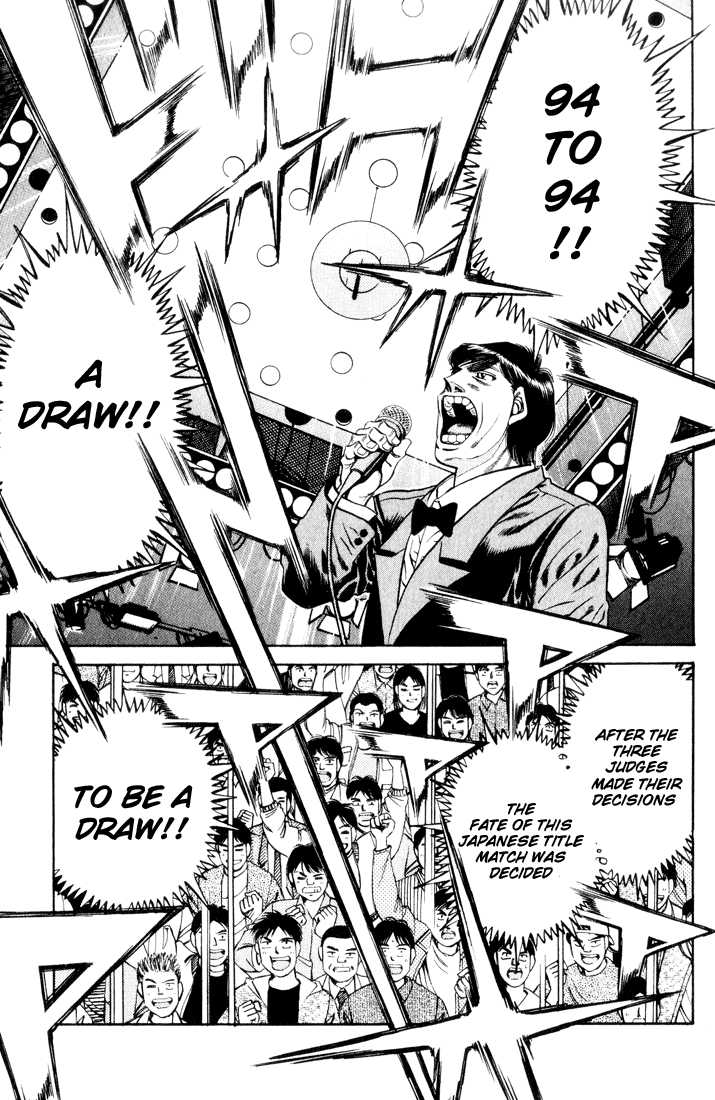 94
TO
94
!!
A
DRAW!!
AFTER THE
THREE
JUDGES
MADE THEIR
DECISIONS
THE
FATE OF THIS
JAPANESE TITLE
MATCH WAS
DECIDED
TO BE A
DRAW!!